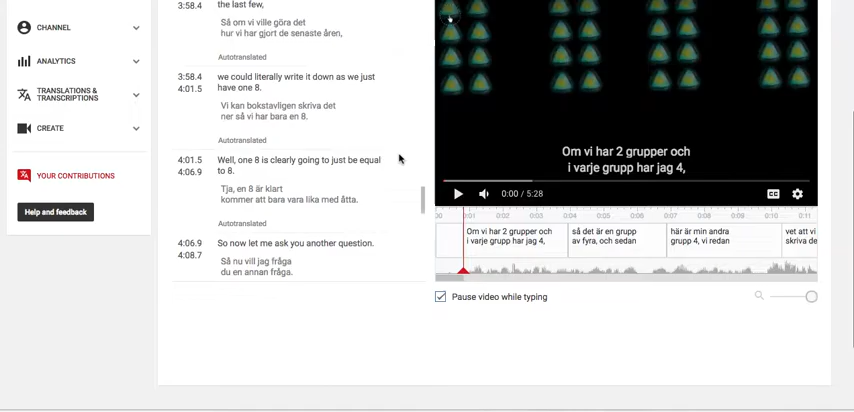 CHANNEL
ANALYTICS
TRANSLATIONS &
TRANSCRIPTIONS
CREATE
YOUR CONTRIBUTIONS
Help and feedback
3:58.4
the last few,
Så om vi ville göra det
hur vi har gjort de senaste åren,
Autotranslated
3:58.4
4:01.5
we could literally write it down as we just
have one 8.
Vi kan bokstavligen skriva det
ner så vi har bara en 8.
Autotranslated
4:01.5
4:06.9
Well, one 8 is clearly going to just be equal
to 8.
Tja, en 8 är klart
kommer att bara vara lika med åtta.
Autotranslated
4:06.9
4:08.7
So now let me ask you another question.
Så nu vill jag fråga
du en annan fråga.
Om vi har 2 grupper och
i varje grupp har jag 4,
0:00 / 5:28
CC
00 0:01 0:02 0:03 0:04 0:05 0:06 0:07 0:08 0:09 0:10 0:11
Om vi har 2 grupper och
i varje grupp har jag 4,
så det är en grupp
av fyra, och sedan
här är min andra
grupp 4, vi redan
vet att vi
skriva de
Pause video while typing